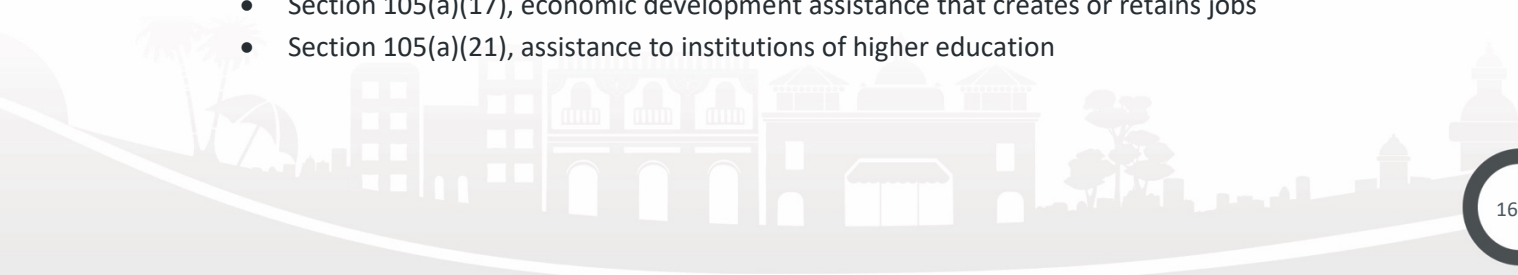 • Section 105(a)(17), economic development assistance that creates or retains jobs
• Section 105(a)(21), assistance to institutions of higher education
16